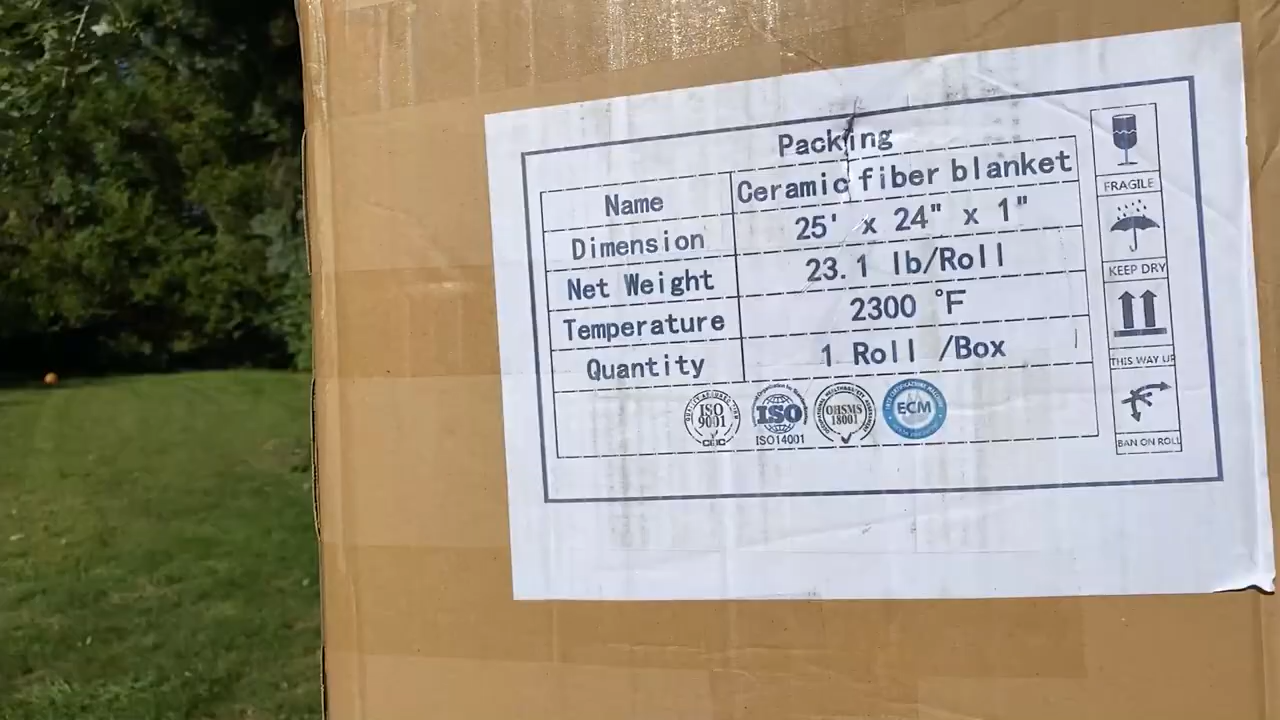 Packing
Name Ceramic fiber blanket
Dimension 25' x 24" x 1"
Net Weight 23.1 lb/Roll
Temperature 2300 °F
Quantity 1 Roll /Box
ISO 9001
ISO
ISO14001
OHSMS 18001
ECM
FRAGILE
KEEP DRY
THIS WAY UP
BAN ON ROLL